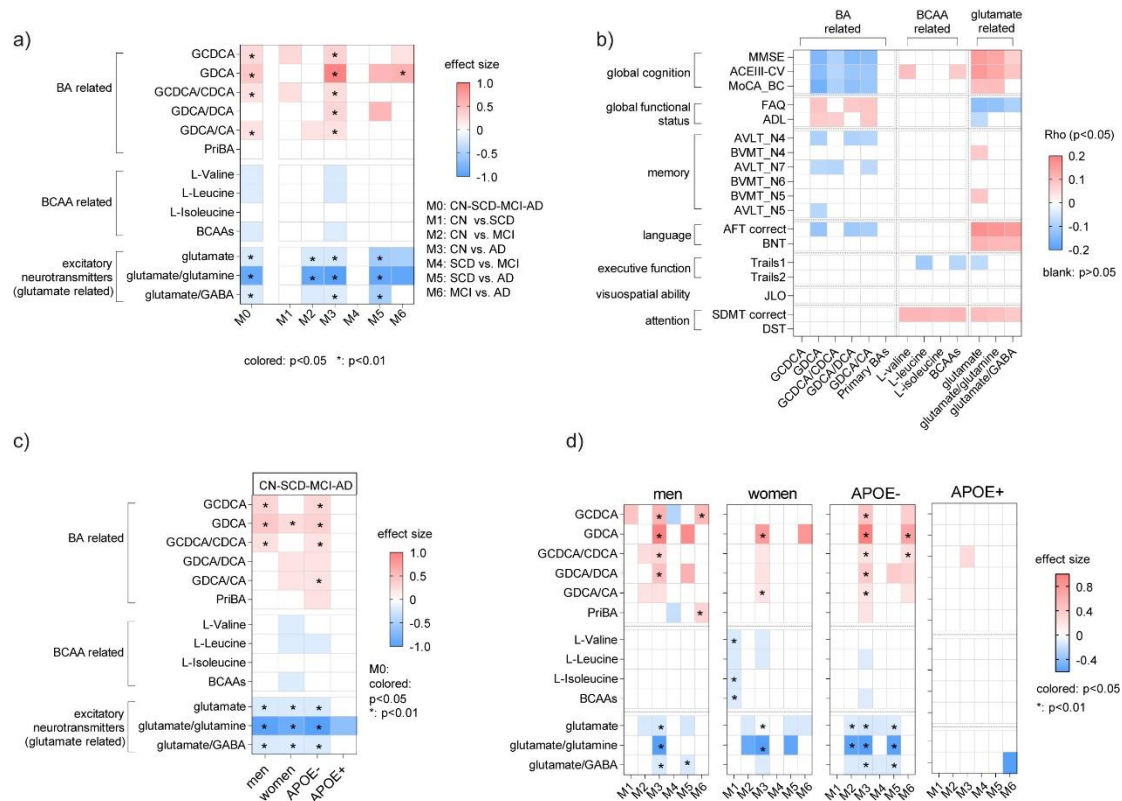 a)
BA related
GCDCA
GDCA
GCDCA/CDCA
GDCA/DCA
GDCA/CA
PriBA
BCAA related
L-Valine
L-Leucine
L-Isoleucine
BCAAs
excitatory
neurotransmitters
(glutamate related)
glutamate
glutamate/glutamine
glutamate/GABA
M0 M1 M2 M3 M4 M5 M6
effect size
1.0
0.5
0
-0.5
-1.0
M0: CN-SCD-MCI-AD
M1: CN vs.SCD
M2: CN vs. MCI
M3: CN vs. AD
M4: SCD vs. MCI
M5: SCD vs. AD
M6: MCI vs. AD
colored: p<0.05 *: p<0.01
b)
BA
related
BCAA
related
glutamate
related
global cognition
MMSE
ACEIII-CV
MoCA_BC
global functional
status
FAQ
ADL
memory
AVLT_N4
BVMT_N4
AVLT_N7
BVMT_N6
BVMT_N5
AVLT_N5
language
AFT correct
BNT
executive function
Trails1
Trails2
visuospatial ability
JLO
attention
SDMT correct
DST
GCDCA
GDCA
GCDCA/CDCA
GDCA/DCA
GDCA/CA
Primary BAs
L-valine
L-leucine
L-isoleucine
BCAAs
glutamate
glutamate/glutamine
glutamate/GABA
Rho (p<0.05)
0.2
0.1
0
-0.1
-0.2
blank: p>0.05
c)
CN-SCD-MCI-AD
BA related
GCDCA
GDCA
GCDCA/CDCA
GDCA/DCA
GDCA/CA
PriBA
BCAA related
L-Valine
L-Leucine
L-Isoleucine
BCAAs
excitatory
neurotransmitters
(glutamate related)
glutamate
glutamate/glutamine
glutamate/GABA
men
women
APOE-
APOE+
effect size
1.0
0.5
0
-0.5
-1.0
M0:
colored:
p<0.05
*: p<0.01
d)
men women APOE- APOE+
GCDCA
GDCA
GCDCA/CDCA
GDCA/DCA
GDCA/CA
PriBA
L-Valine
L-Leucine
L-Isoleucine
BCAAs
glutamate
glutamate/glutamine
glutamate/GABA
M1 M2 M3 M4 M5 M6
M1 M2 M3 M4 M5 M6
M1 M2 M3 M4 M5 M6
M1 M2 M3 M4 M5 M6
effect size
0.8
0.4
0
-0.4
colored: p<0.05
*: p<0.01